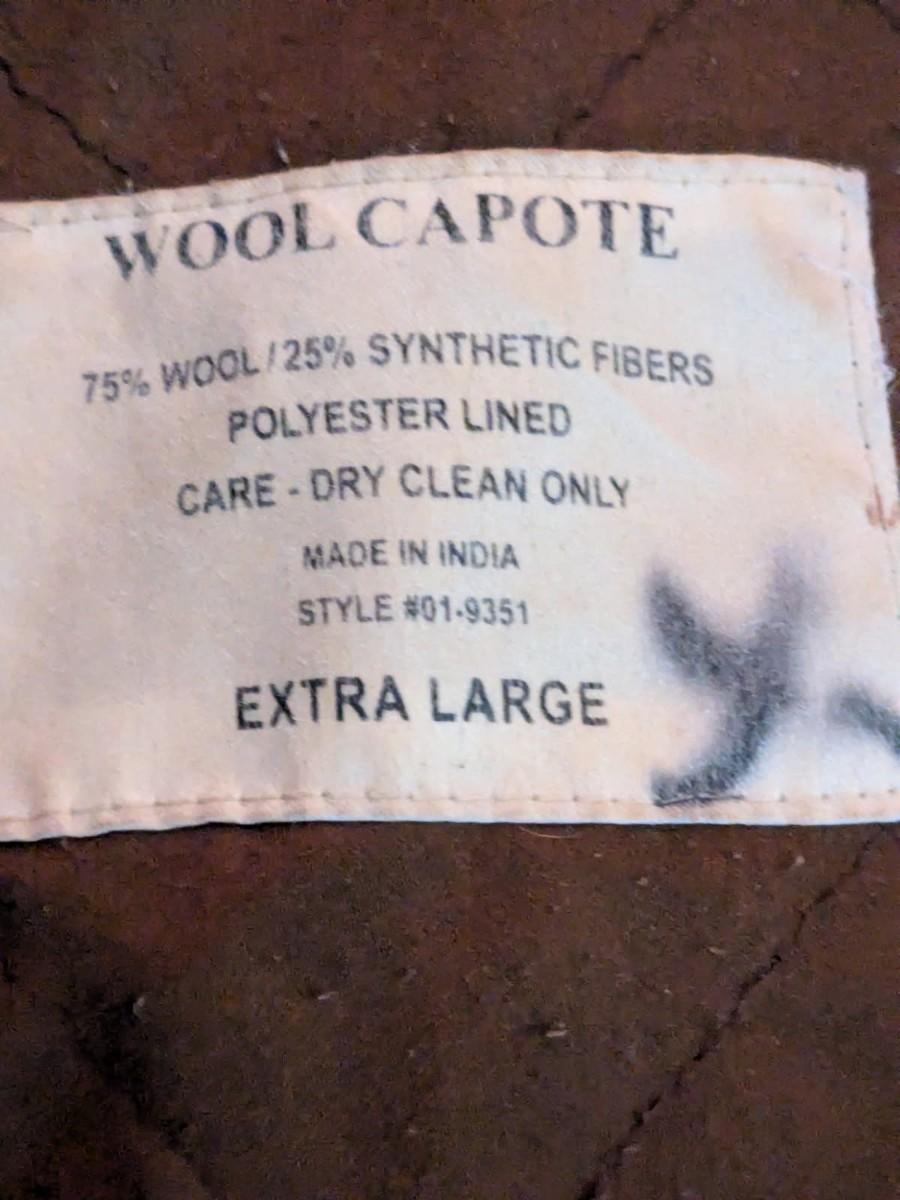 WOOL CAPOTE
75% WOOL / 25% SYNTHETIC FIBERS
POLYESTER LINED
CARE - DRY CLEAN ONLY
MADE IN INDIA
STYLE #01-9351
EXTRA LARGE